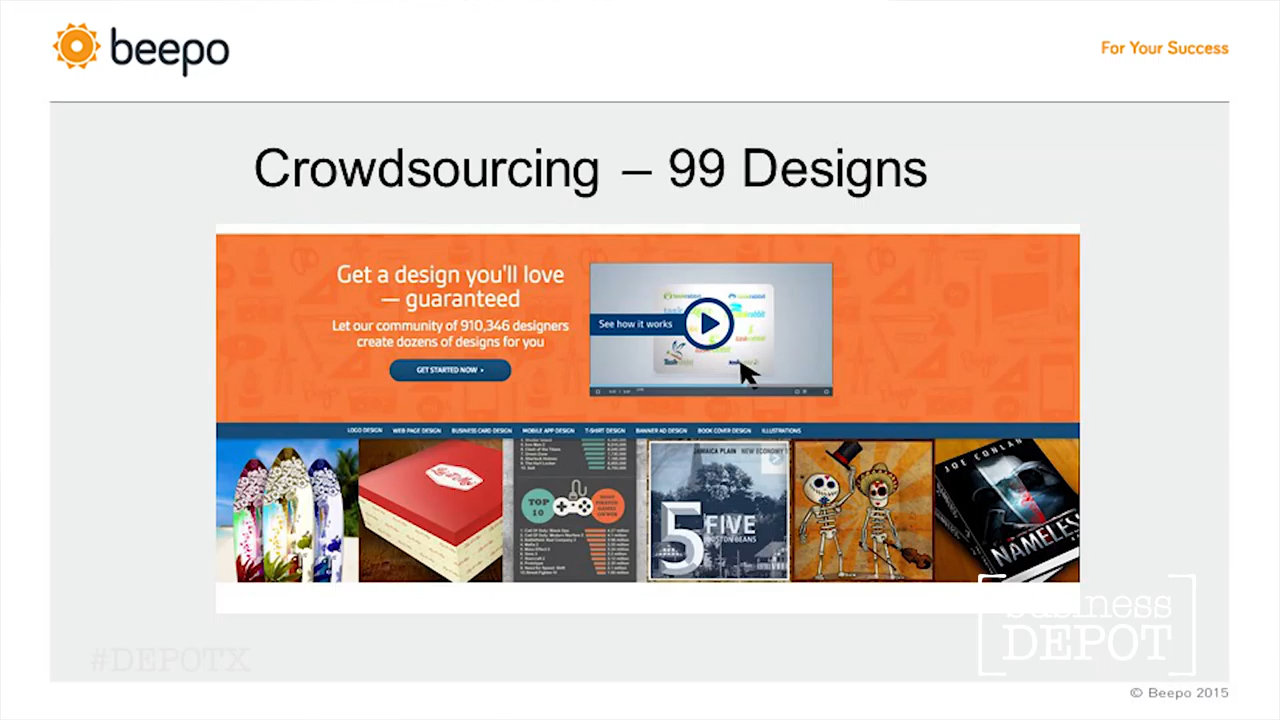 beepo
For Your Success
Crowdsourcing – 99 Designs
Get a design you'll love
— guaranteed
Let our community of 910,346 designers
create dozens of designs for you
GET STARTED NOW
See how it works
LOGO DESIGN WEB PAGE DESIGN BUSINESS CARD DESIGN MOBILE APP DESIGN T-SHIRT DESIGN BANNER AD DESIGN BOOK COVER DESIGN ILLUSTRATIONS
JAMAICA PLAIN NEW ECONOMY
TOP
10
5 FIVE
BOSTON BEANS
JOE CONLAN
NAMELESS
business
DEPOT
#DEPOTX
© Beepo 2015